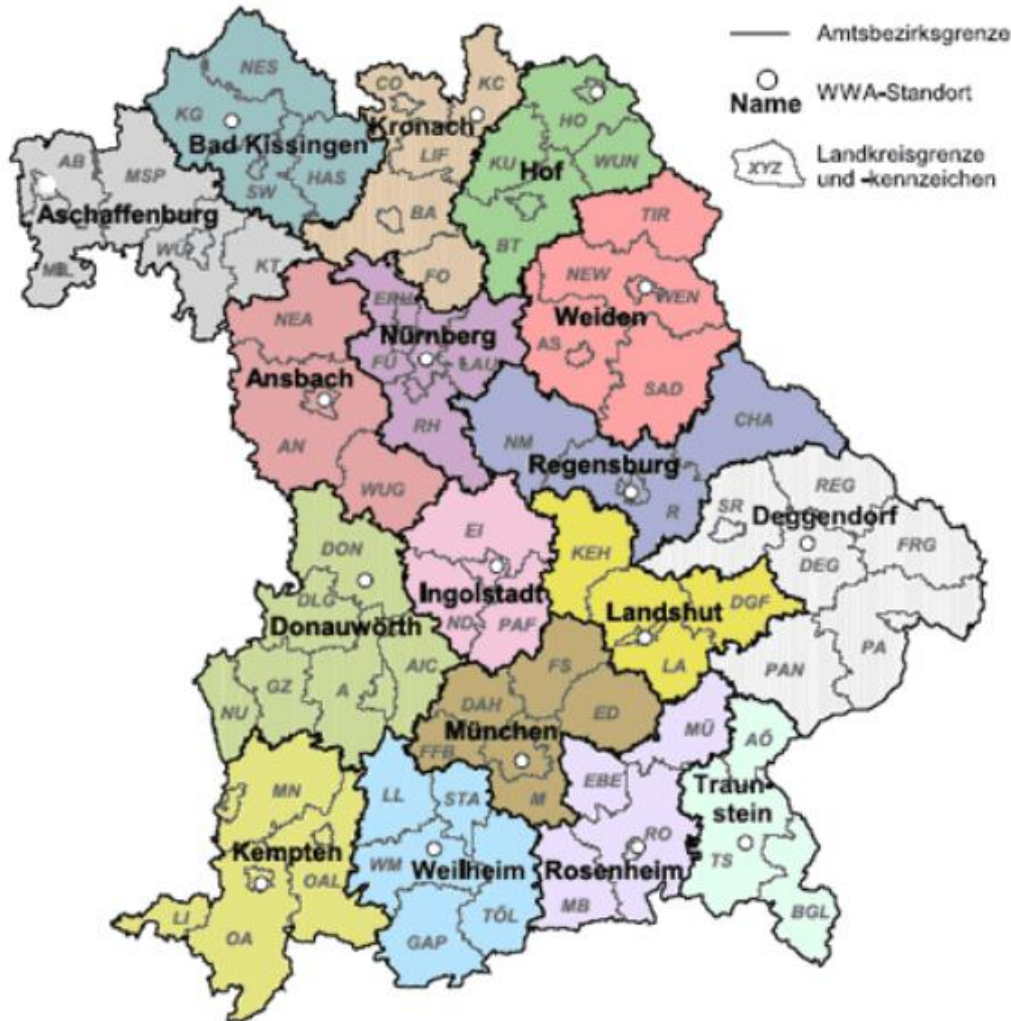 Amtsbezirksgrenze
Name WWA-Standort
XYZ Landkreisgrenze
und -kennzeichen
NES
KG
Bad Kissingen
SW
HAS
CO
KC
Kronach
LIF
BA
FO
HO
KU
WUN
Hof
BT
AB
MSP
Aschaffenburg
WÜ
KT
TIR
NEW
WEN
Weiden
AS
SAD
NEA
Ansbach
AN
WUG
ERH
Nürnberg
FÜ
LAU
RH
CHA
NM
Regensburg
R
REG
SR
Deggendorf
FRG
DEG
PA
PAN
EI
Ingolstadt
ND
PAF
KEH
DGF
Landshut
LA
DON
DLG
Donauwörth
AIC
GZ
A
NU
FS
DAH
ED
München
FFB
M
MÜ
EBE
RO
Rosenheim
MB
AÖ
Traun-
stein
TS
BGL
LL
STA
WM
Weilheim
TÖL
GAP
MN
Kempten
OAL
LI
OA